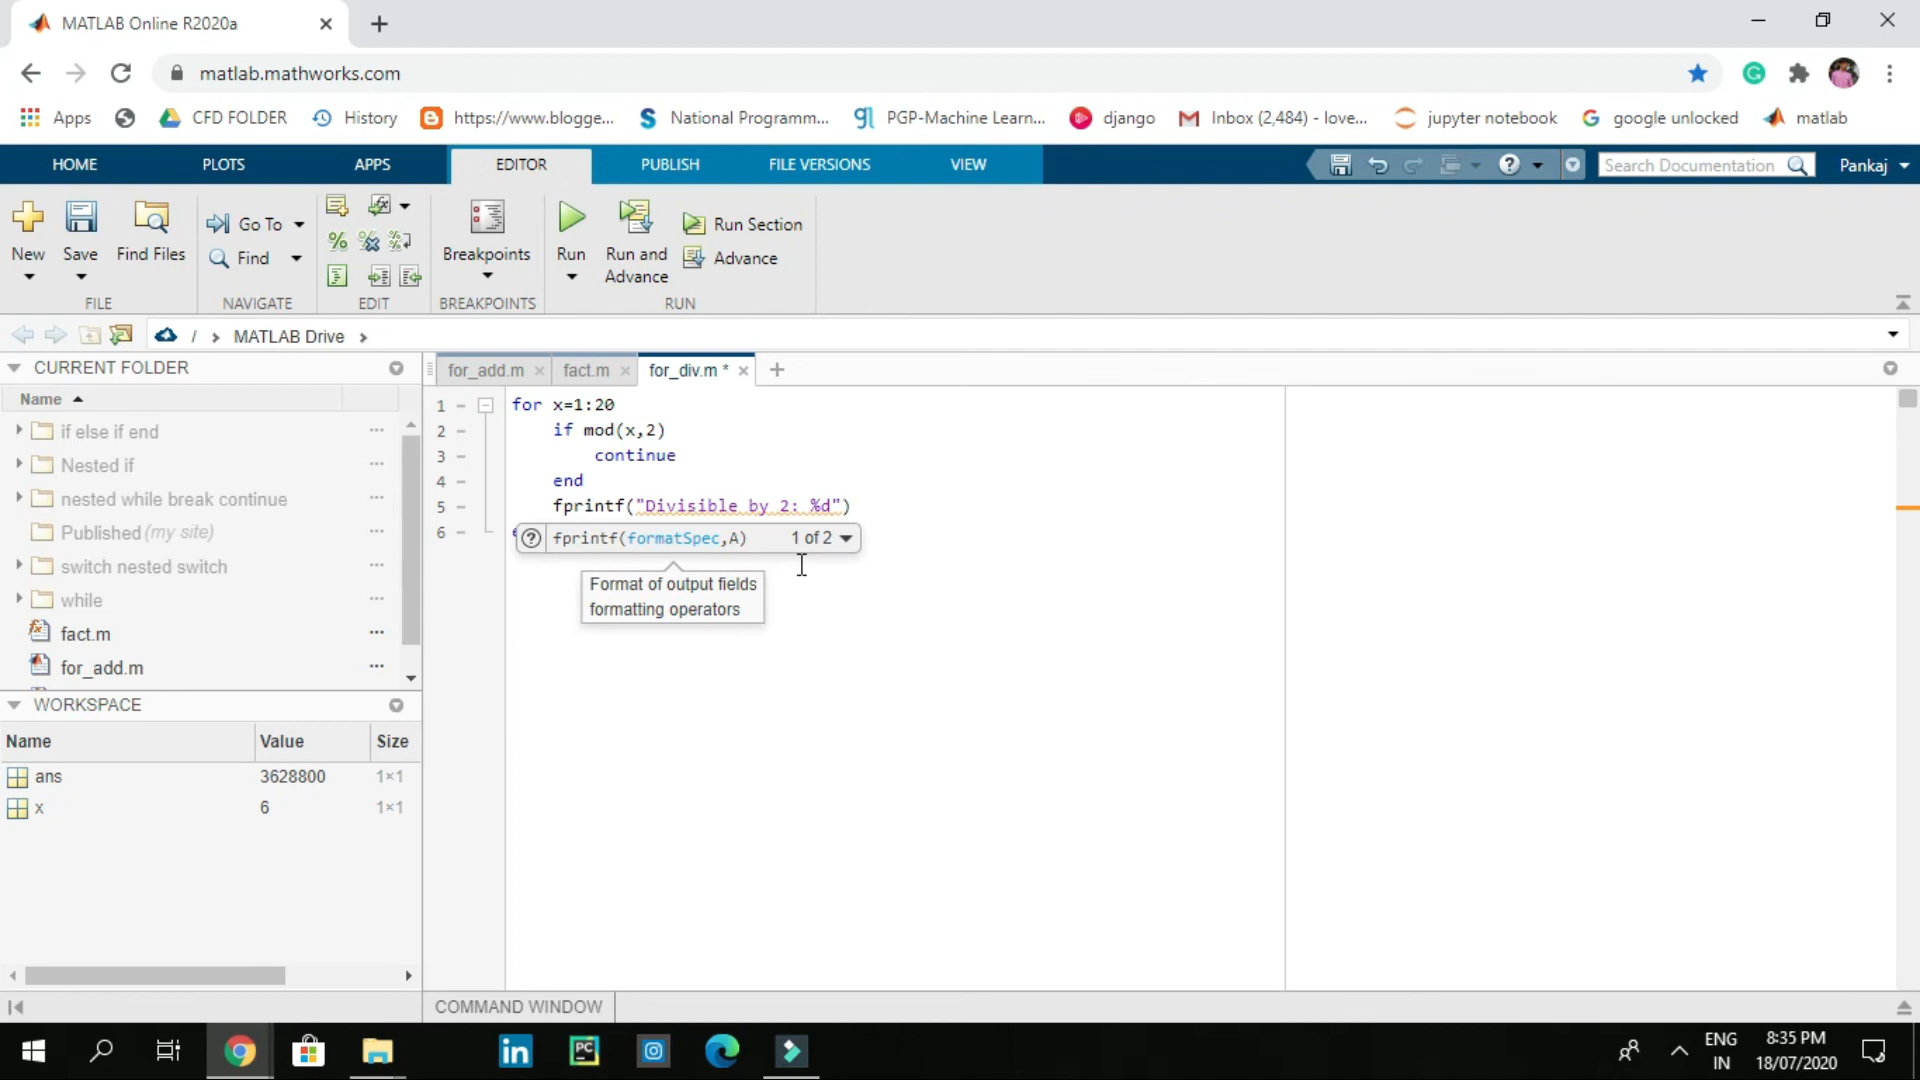 MATLAB Online R2020a
matlab.mathworks.com
Apps
CFD FOLDER
History
https://www.blogge...
National Programm...
PGP-Machine Learn...
django
Inbox (2,484) - love...
jupyter notebook
google unlocked
matlab
HOME
PLOTS
APPS
EDITOR
PUBLISH
FILE VERSIONS
VIEW
Search Documentation
Pankaj
New
Save
Find Files
Go To
Find
Breakpoints
Run
Run and
Advance
Run Section
Advance
FILE
NAVIGATE
EDIT
BREAKPOINTS
RUN
/ > MATLAB Drive >
CURRENT FOLDER
Name
if else if end
Nested if
nested while break continue
Published (my site)
switch nested switch
while
fact.m
for_add.m
WORKSPACE
Name Value Size
ans 3628800 1×1
x 6 1×1
for_add.m
fact.m
for_div.m *
1 for x=1:20
2 if mod(x,2)
3 continue
4 end
5 fprintf("Divisible by 2: %d")
6
fprintf(formatSpec,A) 1 of 2
Format of output fields
formatting operators
COMMAND WINDOW
ENG
IN
8:35 PM
18/07/2020